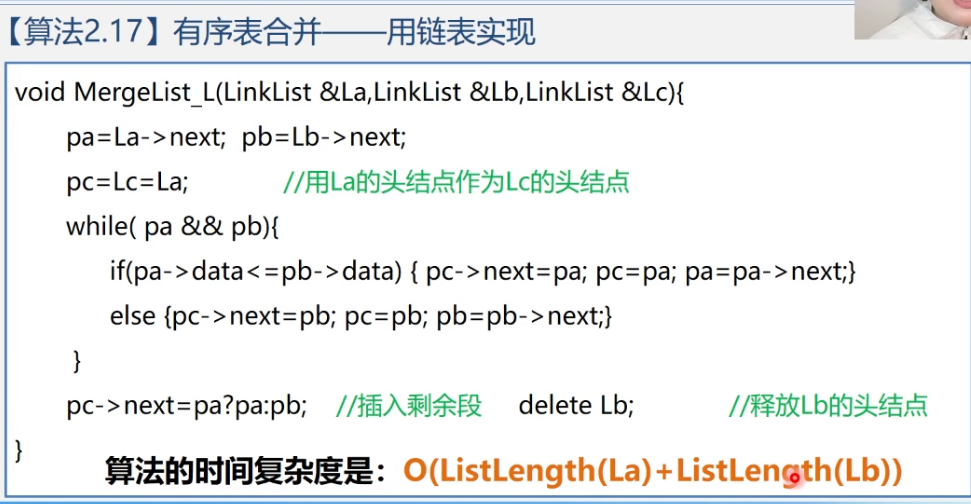 【算法2.17】有序表合并——用链表实现
void MergeList_L(LinkList &La,LinkList &Lb,LinkList &Lc){
pa=La->next; pb=Lb->next;
pc=Lc=La; //用La的头结点作为Lc的头结点
while( pa && pb){
if(pa->data<=pb->data) { pc->next=pa; pc=pa; pa=pa->next;}
else {pc->next=pb; pc=pb; pb=pb->next;}
}
pc->next=pa?pa:pb; //插入剩余段 delete Lb; //释放Lb的头结点
}
算法的时间复杂度是：O(ListLength(La)+ListLength(Lb))